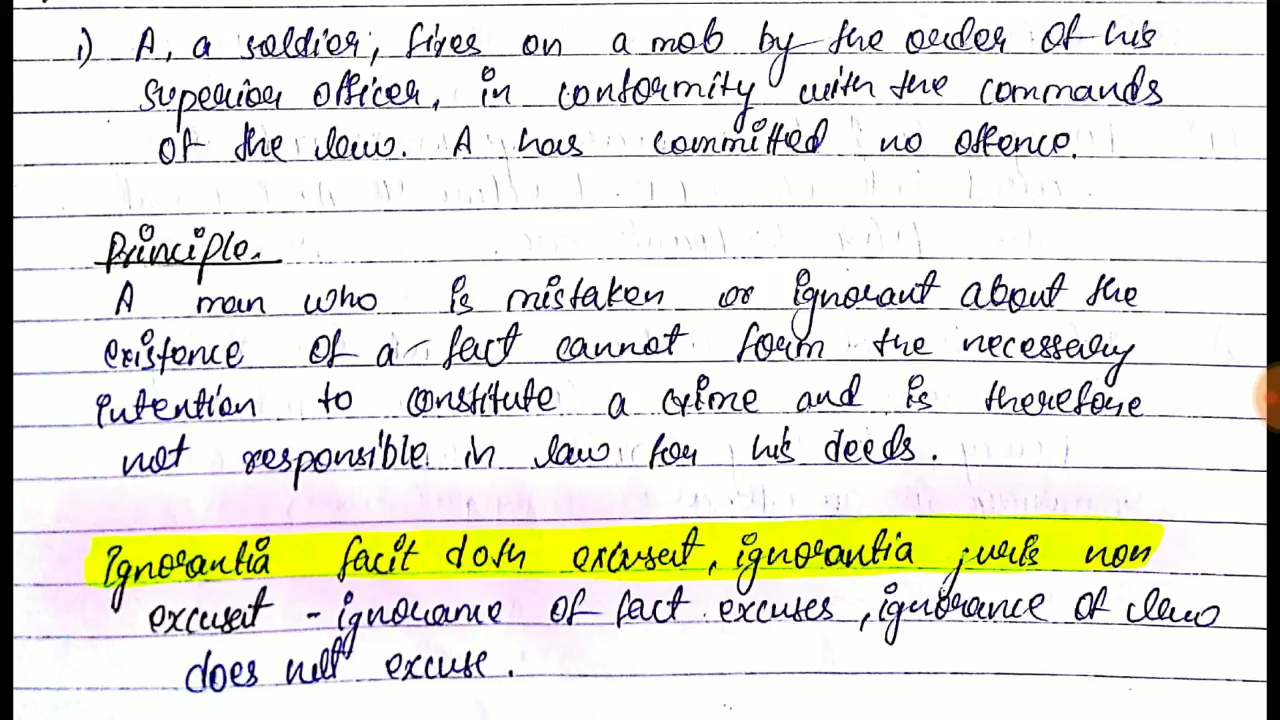 i) A, a soldier, fires on a mob by the order of his
superior officer, in conformity with the commands
of the law. A has committed no offence.
Principle.
A man who is mistaken or ignorant about the
existence of a fact cannot form the necessary
intention to constitute a crime and is therefore
not responsible in law for his deeds.
Ignorantia facit doth excusat, ignorantia juris non
excusat - ignorance of fact excuses, ignorance of law
does not excuse.